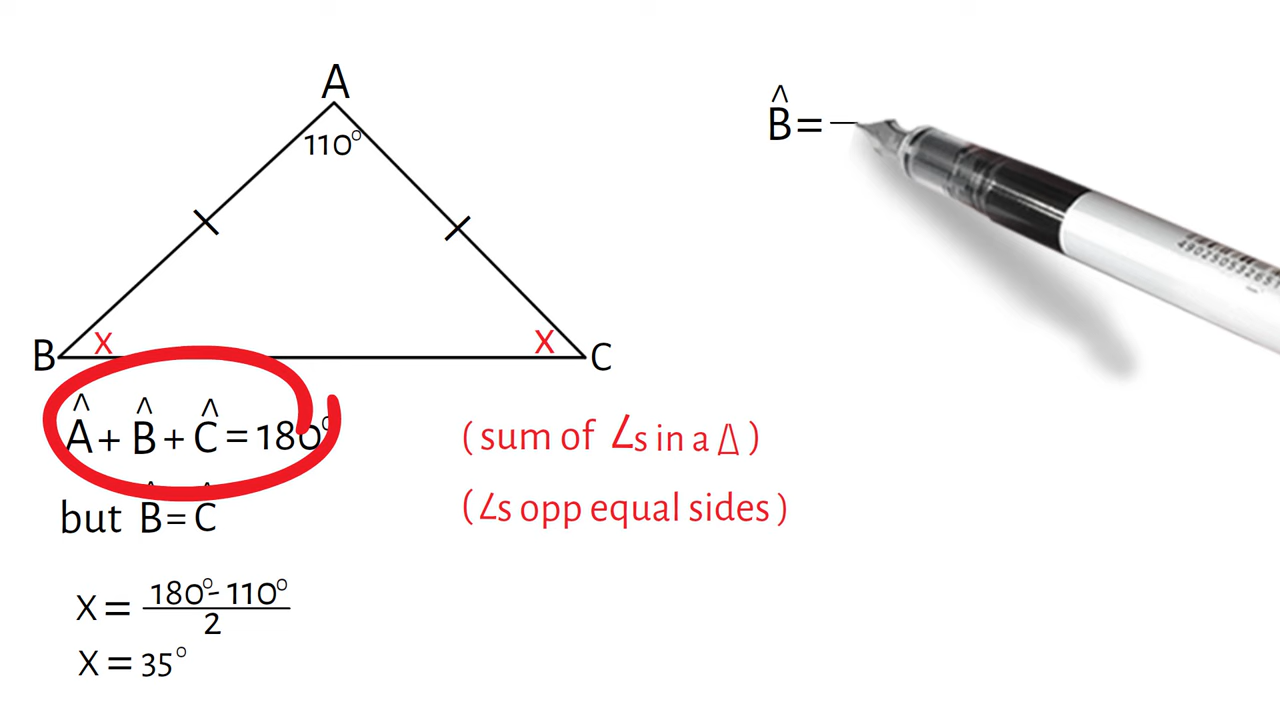 A
110°
B x x C
Â + B̂ + Ĉ = 180° (sum of ∠s in a Δ)
but B̂ = Ĉ (∠s opp equal sides)
x = (180° - 110°)/2
x = 35°
B̂ = —